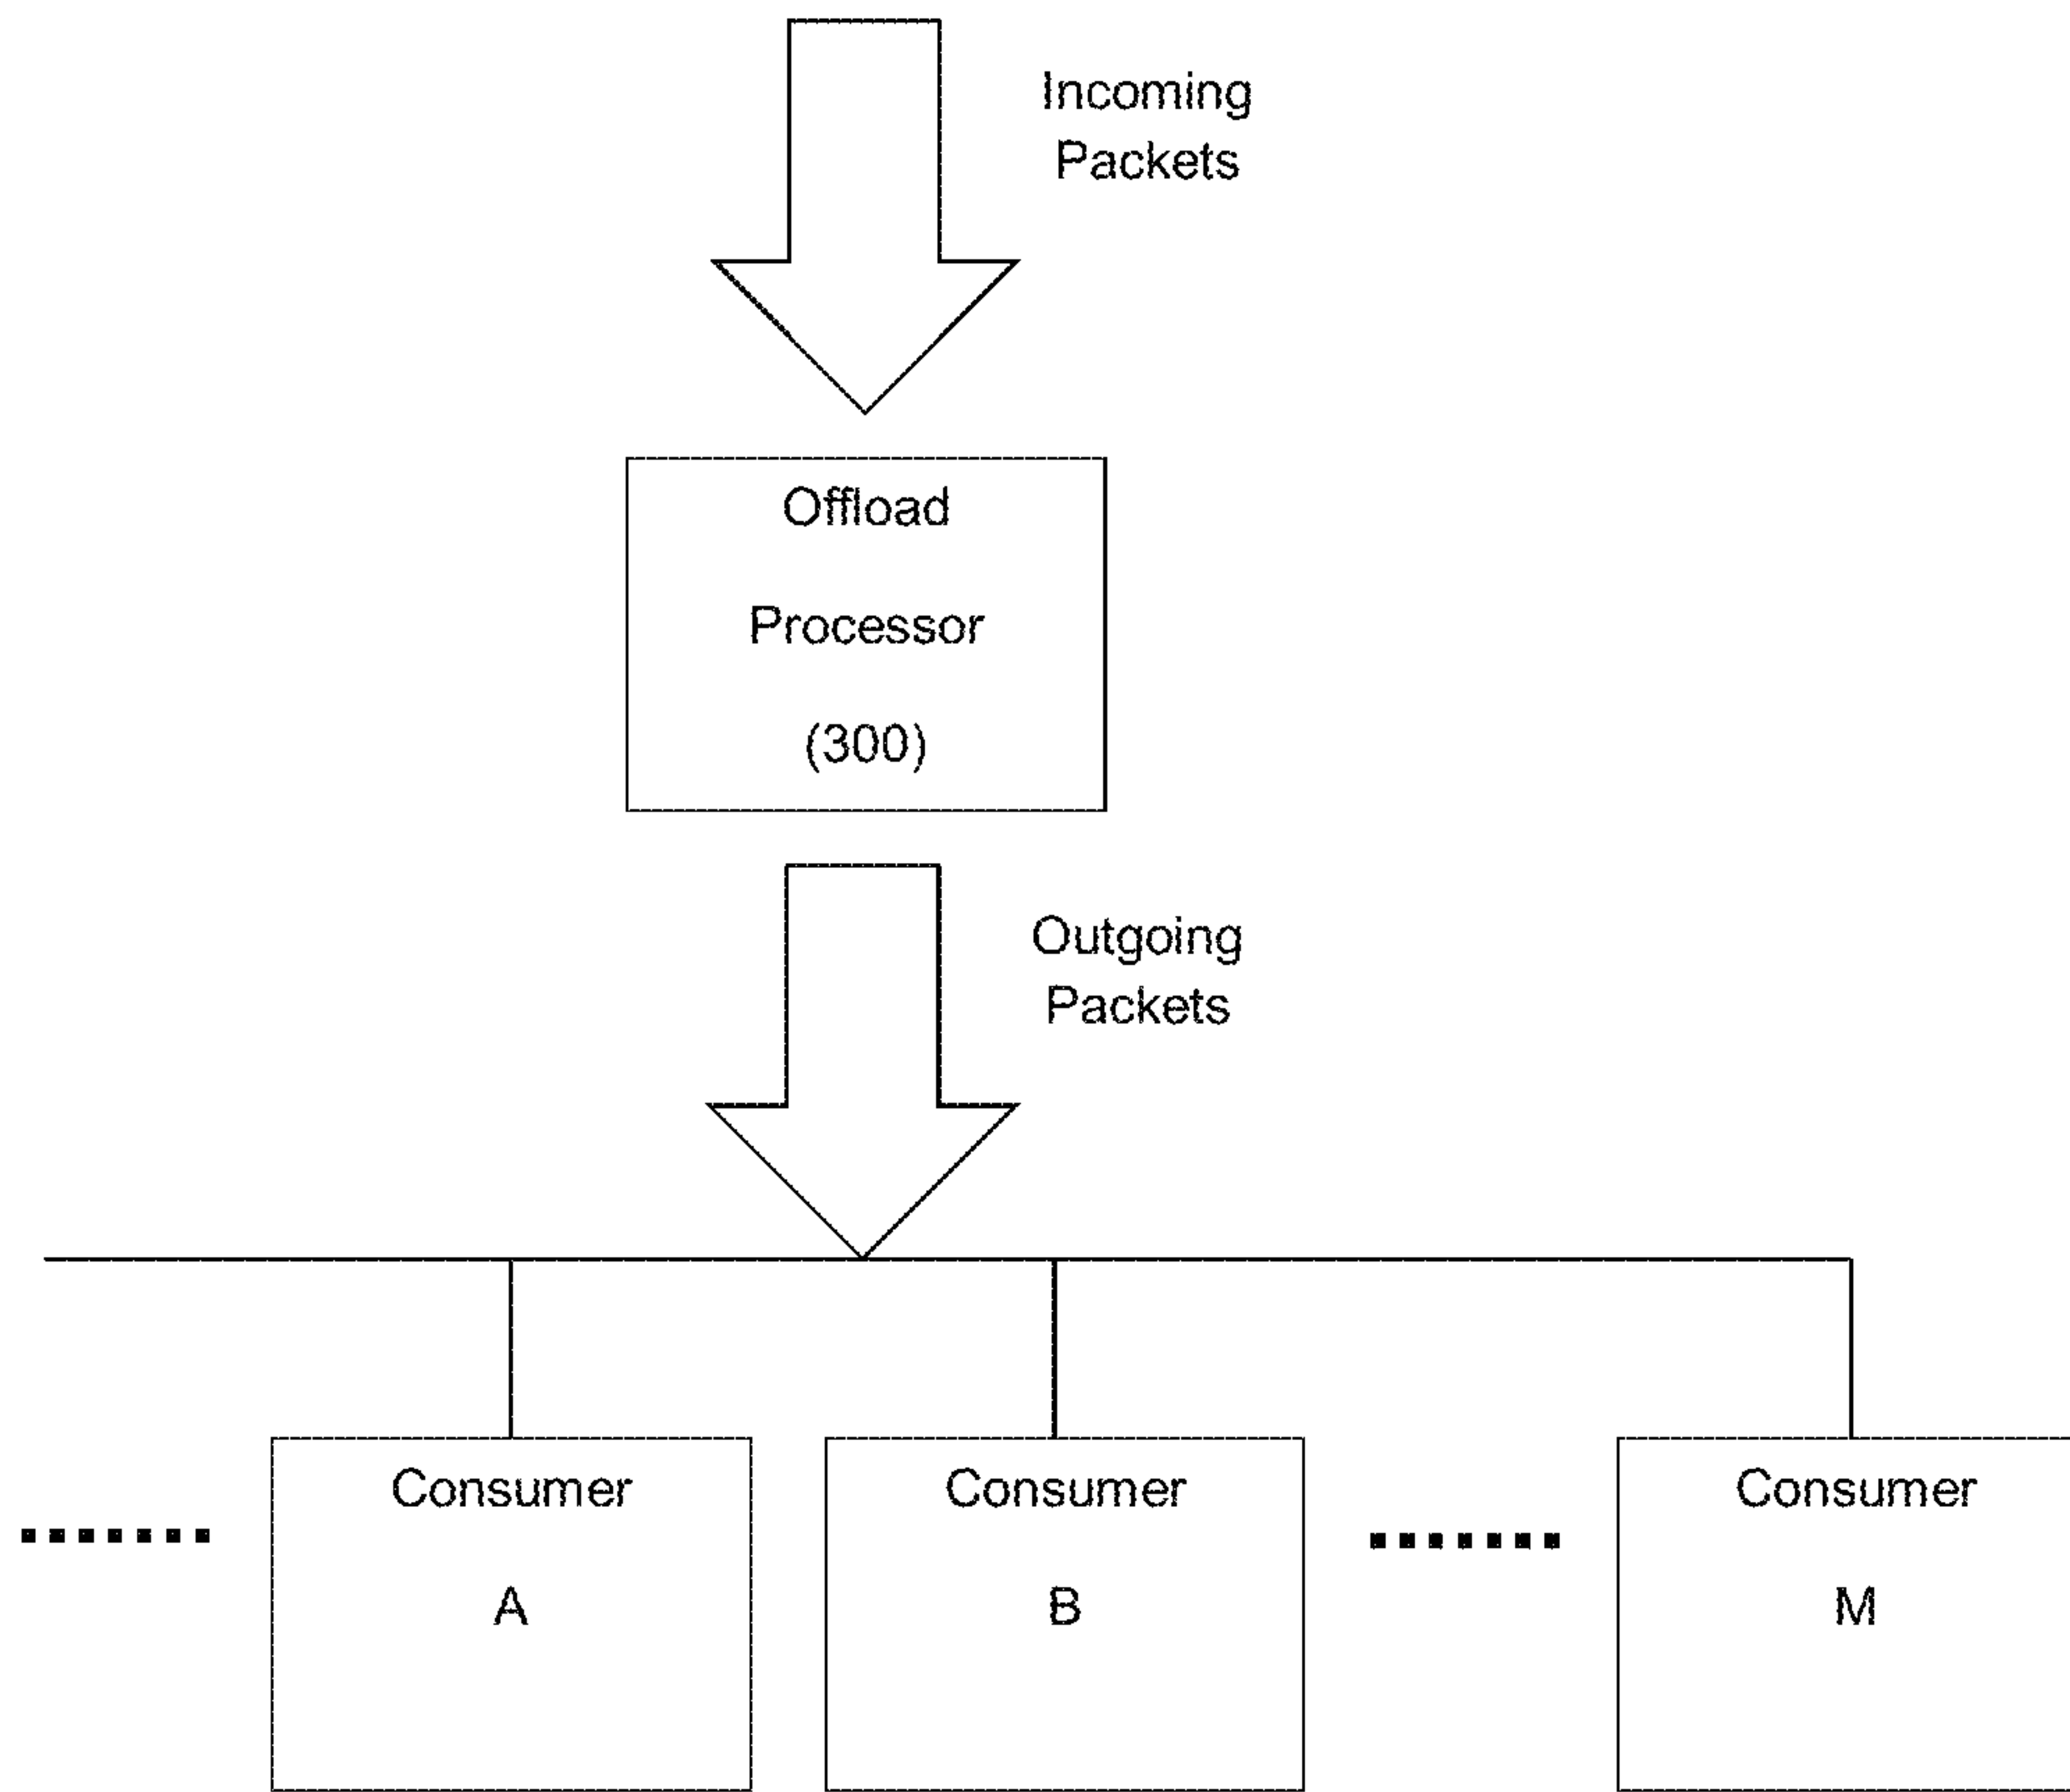 Incoming
Packets
Offload
Processor
(300)
Outgoing
Packets
Consumer
A
Consumer
B
Consumer
M